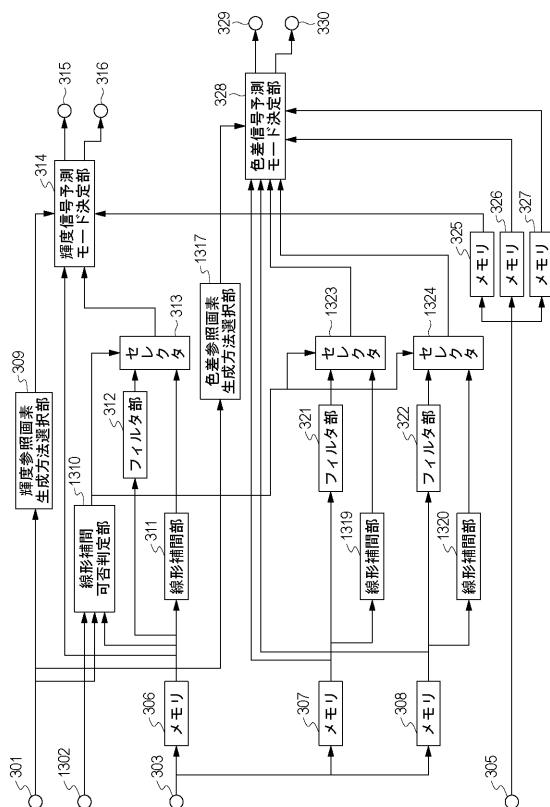 301
1302
303
305
306
メモリ
307
メモリ
308
メモリ
309
輝度参照画素
生成方法選択部
1310
線形補間
可否判定部
311
線形補間部
312
フィルタ部
313
セレクタ
314
輝度信号予測
モード決定部
315
316
1317
色差参照画素
生成方法選択部
1319
線形補間部
1320
線形補間部
321
フィルタ部
322
フィルタ部
1323
セレクタ
1324
セレクタ
325
メモリ
326
メモリ
327
メモリ
328
色差信号予測
モード決定部
329
330